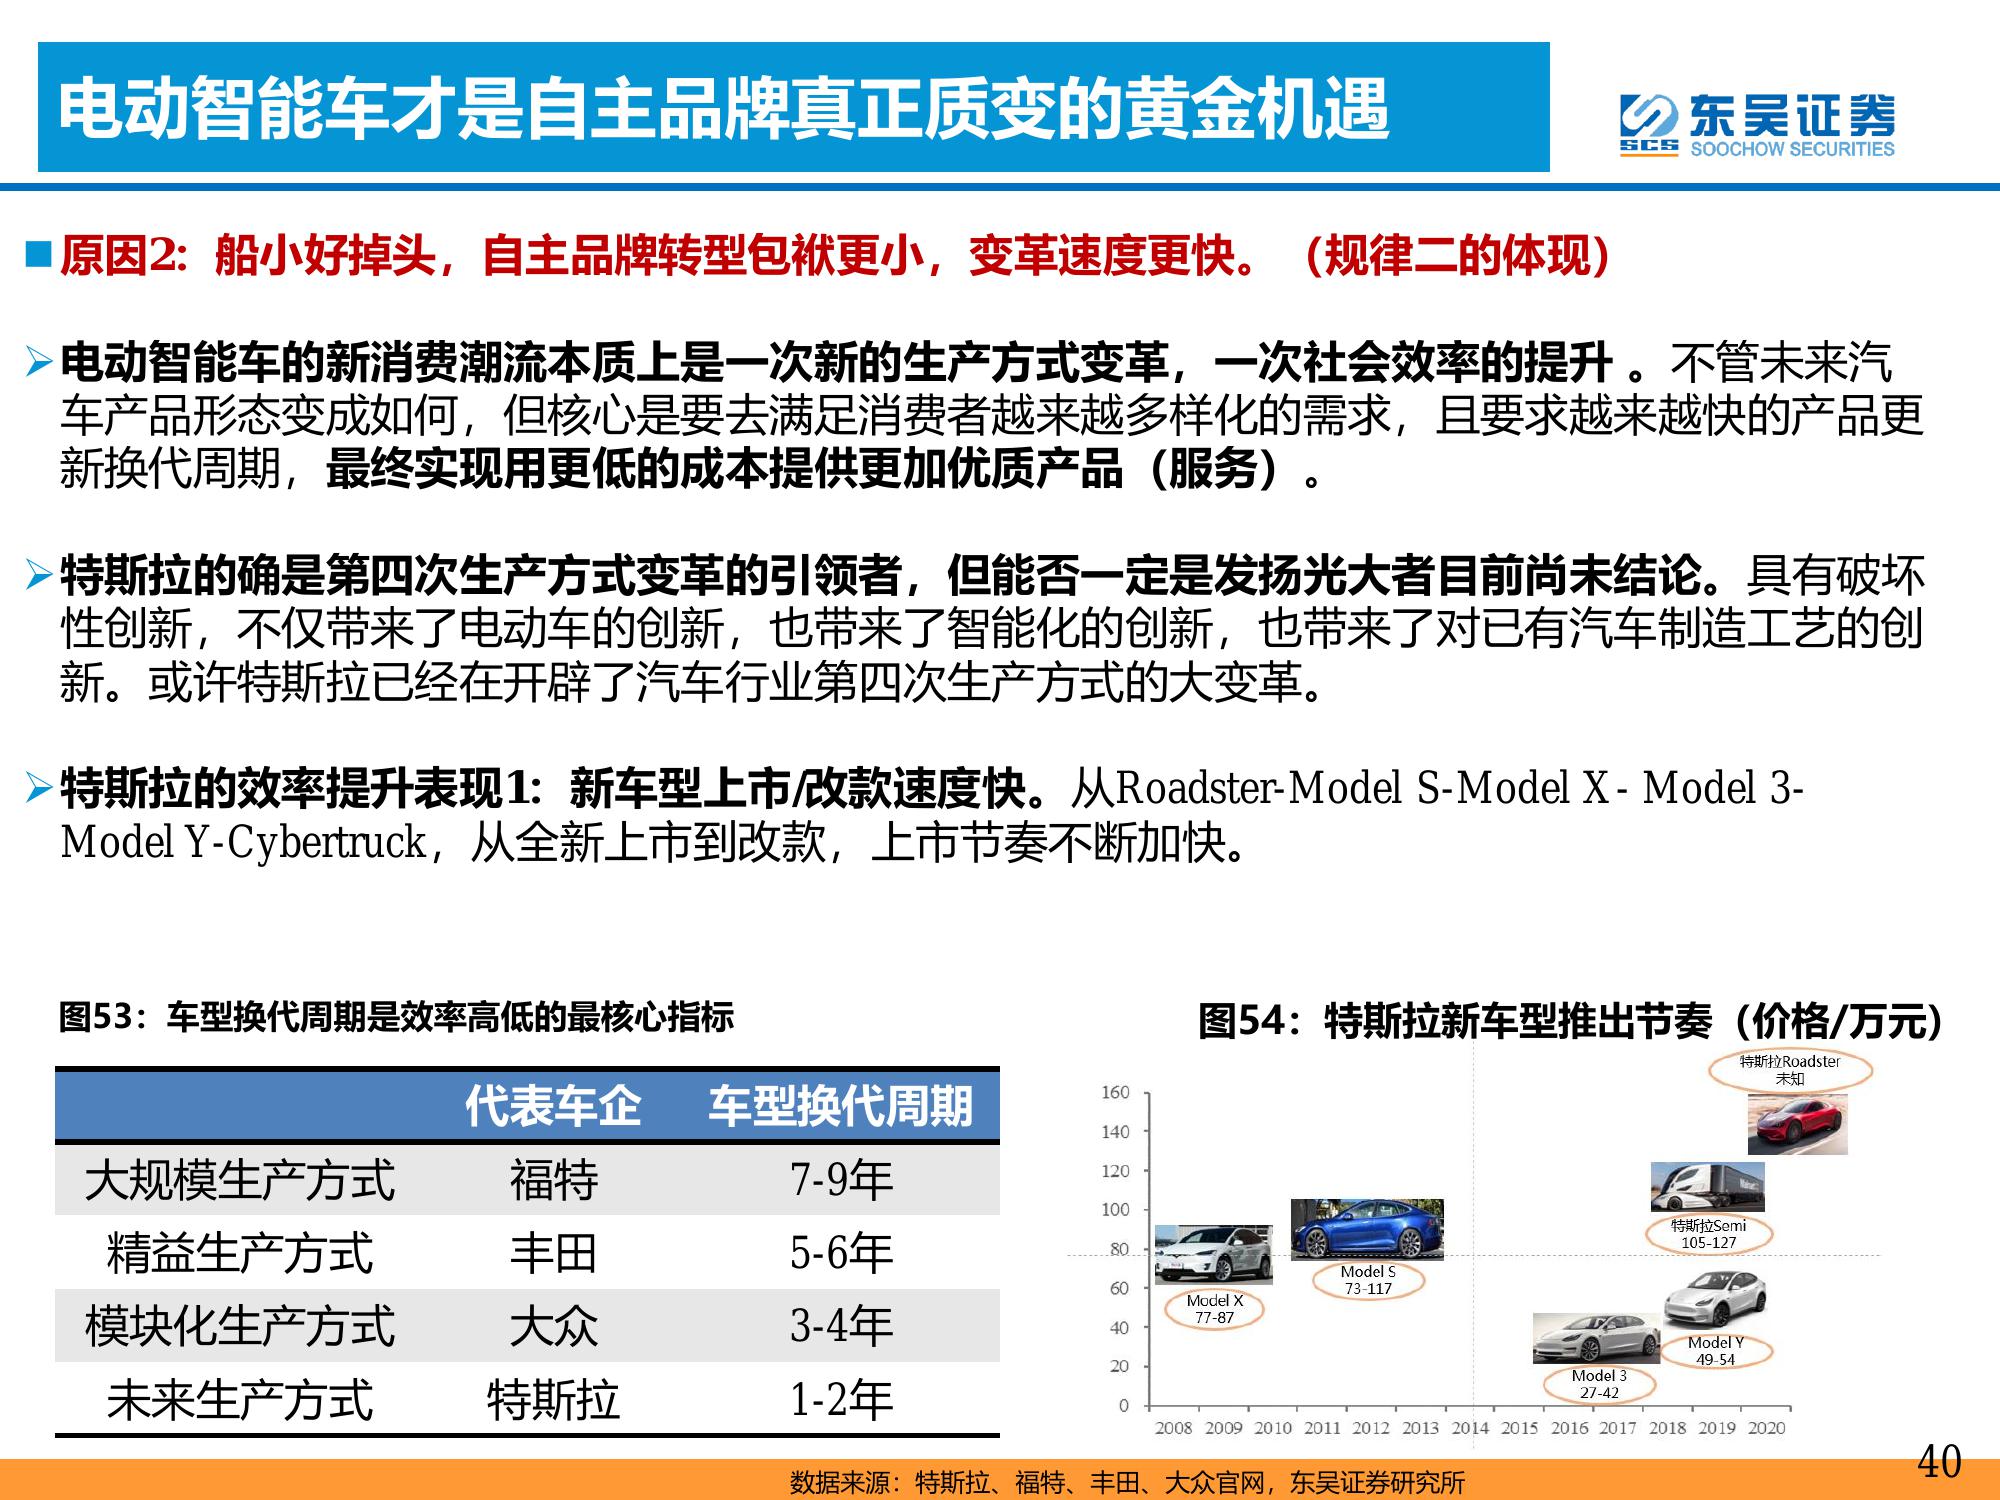 电动智能车才是自主品牌真正质变的黄金机遇
SCS
东吴证券
SOOCHOW SECURITIES
原因2：船小好掉头，自主品牌转型包袱更小，变革速度更快。（规律二的体现）
电动智能车的新消费潮流本质上是一次新的生产方式变革，一次社会效率的提升 。不管未来汽
车产品形态变成如何，但核心是要去满足消费者越来越多样化的需求，且要求越来越快的产品更
新换代周期，最终实现用更低的成本提供更加优质产品（服务）。
特斯拉的确是第四次生产方式变革的引领者，但能否一定是发扬光大者目前尚未结论。具有破坏
性创新，不仅带来了电动车的创新，也带来了智能化的创新，也带来了对已有汽车制造工艺的创
新。或许特斯拉已经在开辟了汽车行业第四次生产方式的大变革。
特斯拉的效率提升表现1：新车型上市/改款速度快。从Roadster-Model S-Model X- Model 3-
Model Y-Cybertruck，从全新上市到改款，上市节奏不断加快。
图53：车型换代周期是效率高低的最核心指标
代表车企 车型换代周期
大规模生产方式 福特 7-9年
精益生产方式 丰田 5-6年
模块化生产方式 大众 3-4年
未来生产方式 特斯拉 1-2年
图54：特斯拉新车型推出节奏（价格/万元）
特斯拉Roadster
未知
160
140
120
100
80
60
40
20
0
特斯拉Semi
105-127
Model S
73-117
Model X
77-87
Model Y
49-54
Model 3
27-42
2008 2009 2010 2011 2012 2013 2014 2015 2016 2017 2018 2019 2020
数据来源：特斯拉、福特、丰田、大众官网，东吴证券研究所
40